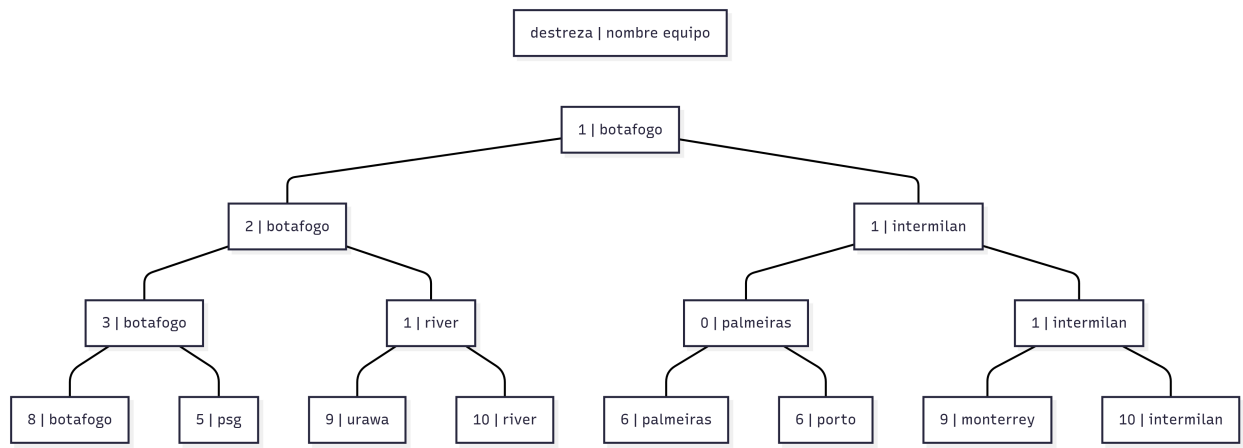 destreza | nombre equipo
1 | botafogo
2 | botafogo
1 | intermilan
3 | botafogo
1 | river
0 | palmeiras
1 | intermilan
8 | botafogo
5 | psg
9 | urawa
10 | river
6 | palmeiras
6 | porto
9 | monterrey
10 | intermilan